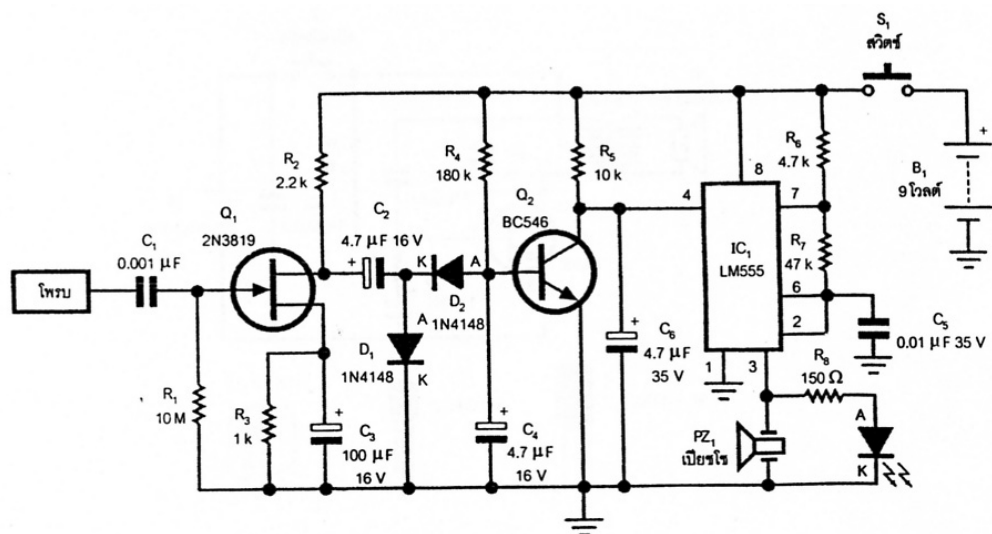 S1
สวิตซ์
R2
2.2 k
R4
180 k
R5
10 k
R6
4.7 k
B1
9 โวลต์
+
8
7
4
6
2
1
3
IC1
LM555
R7
47 k
Q1
2N3819
C1
0.001 µF
โพรบ
C2
4.7 µF 16 V
+
K
A
D2
1N4148
Q2
BC546
A
D1
1N4148
K
+
C6
4.7 µF
35 V
C5
0.01 µF 35 V
R8
150 Ω
A
K
PZ1
เปียซโซ
R1
10 M
R3
1 k
+
C3
100 µF
16 V
+
C4
4.7 µF
16 V